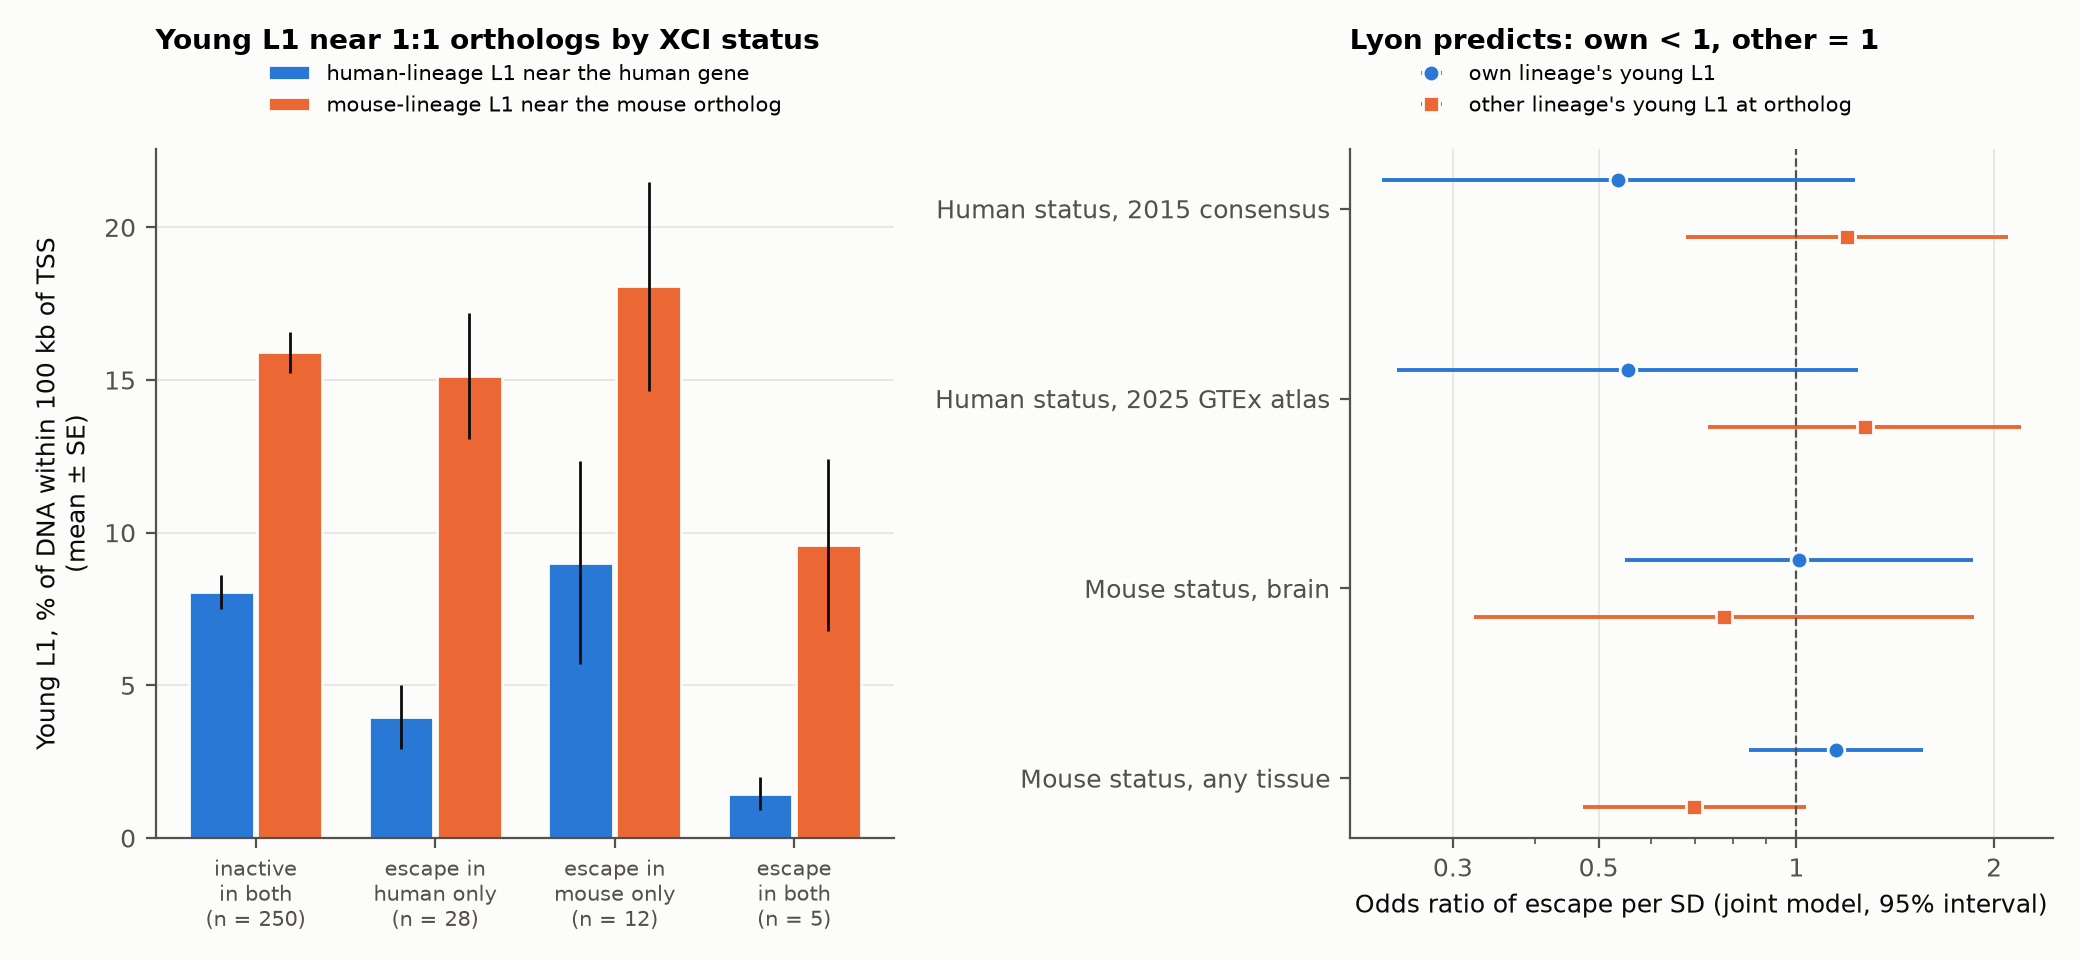 Young L1 near 1:1 orthologs by XCI status
human-lineage L1 near the human gene
mouse-lineage L1 near the mouse ortholog
Young L1, % of DNA within 100 kb of TSS
(mean ± SE)
20
15
10
5
0
inactive
in both
(n = 250)
escape in
human only
(n = 28)
escape in
mouse only
(n = 12)
escape
in both
(n = 5)
Lyon predicts: own < 1, other = 1
own lineage's young L1
other lineage's young L1 at ortholog
Human status, 2015 consensus
Human status, 2025 GTEx atlas
Mouse status, brain
Mouse status, any tissue
0.3
0.5
1
2
Odds ratio of escape per SD (joint model, 95% interval)